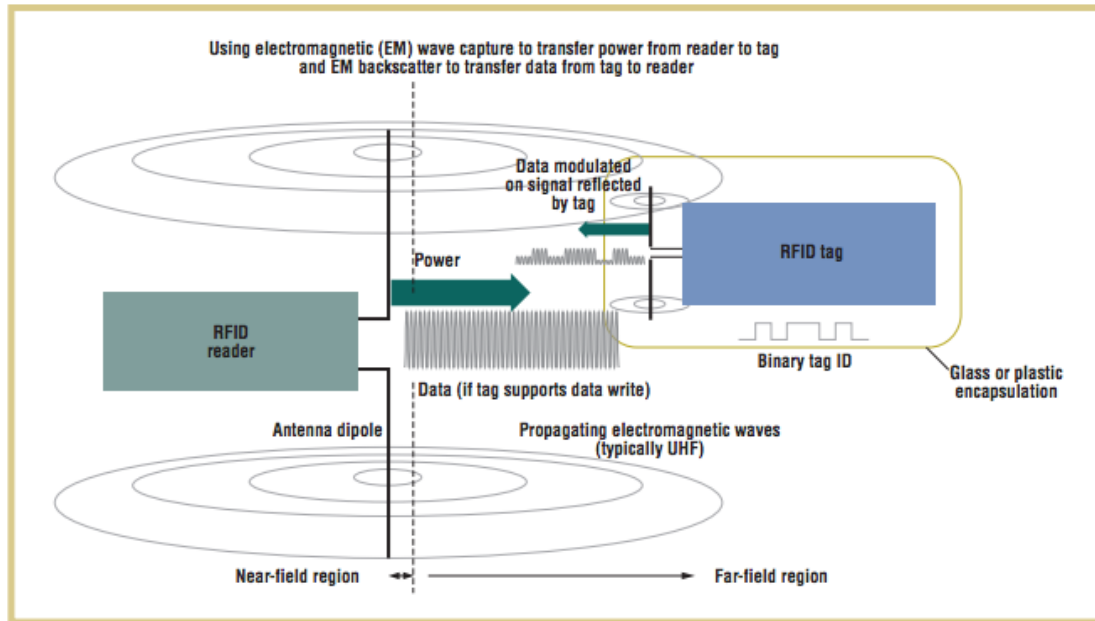 Using electromagnetic (EM) wave capture to transfer power from reader to tag
and EM backscatter to transfer data from tag to reader
Data modulated
on signal reflected
by tag
Power
RFID tag
RFID
reader
Binary tag ID
Glass or plastic
encapsulation
Data (if tag supports data write)
Antenna dipole
Propagating electromagnetic waves
(typically UHF)
Near-field region
Far-field region